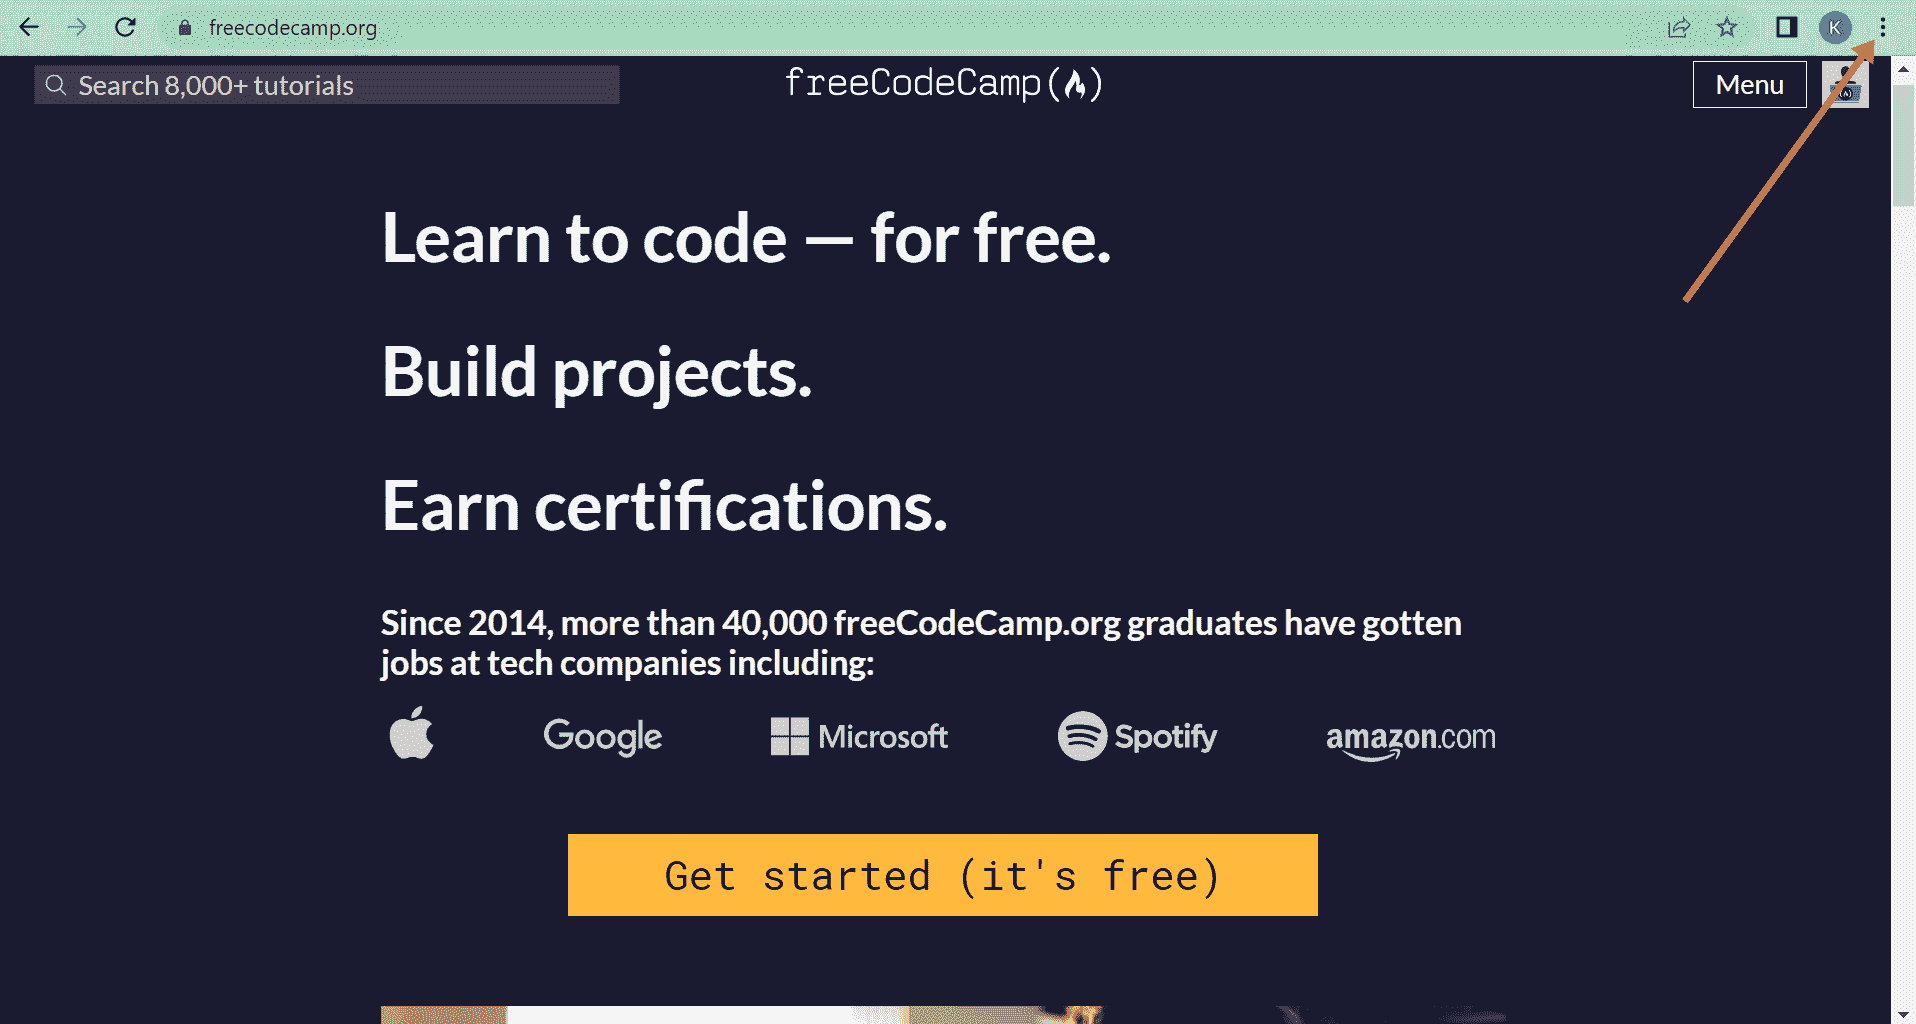 freecodecamp.org
K
Search 8,000+ tutorials
freeCodeCamp(🔥)
Menu
(A)
Learn to code — for free.
Build projects.
Earn certifications.
Since 2014, more than 40,000 freeCodeCamp.org graduates have gotten
jobs at tech companies including:
Google
Microsoft
Spotify
amazon.com
Get started (it's free)